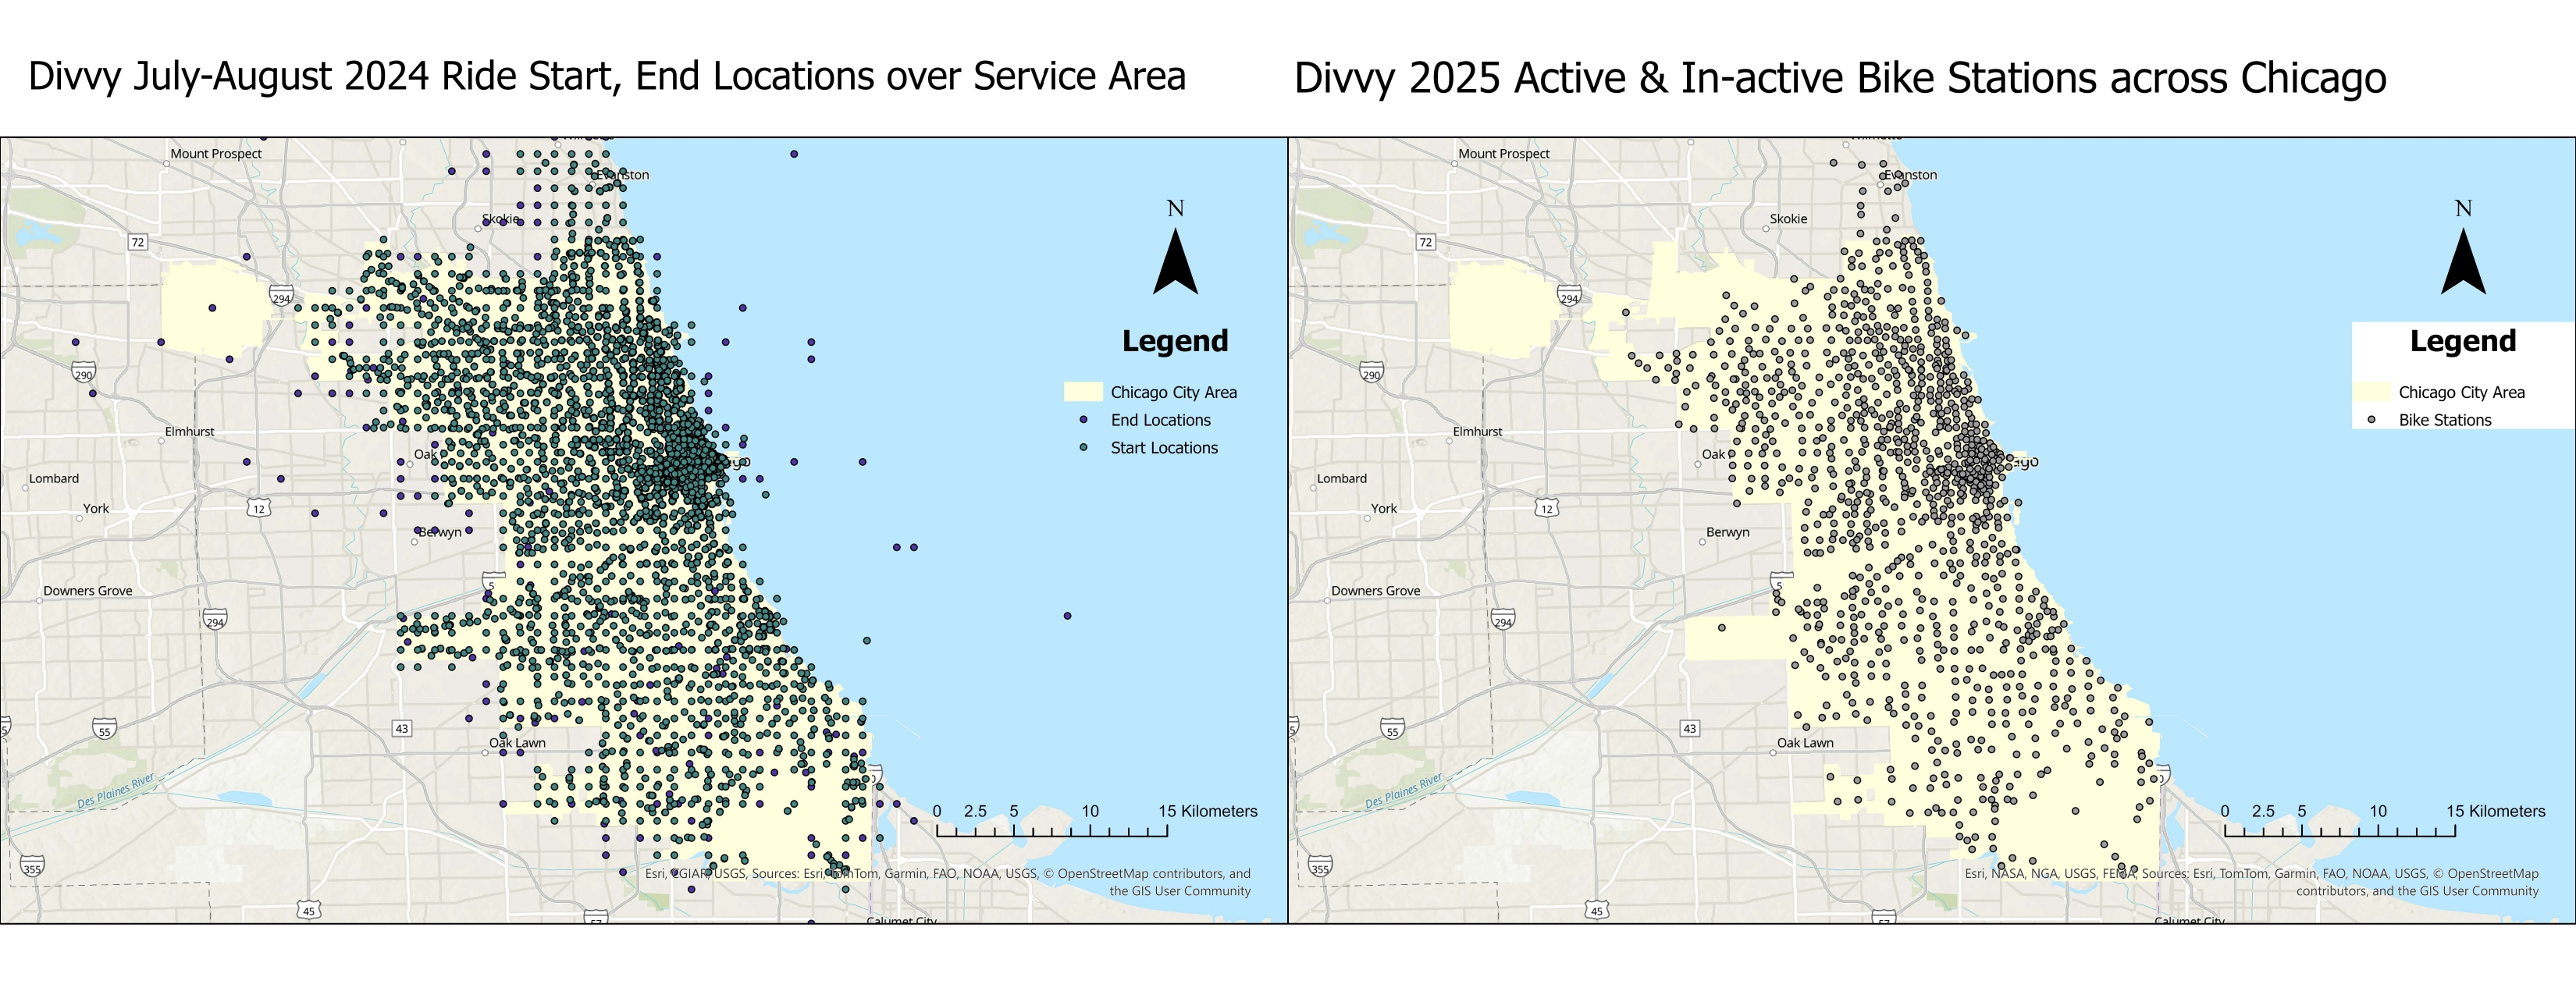 Divvy July-August 2024 Ride Start, End Locations over Service Area
Mount Prospect
Evanston
Skokie
72
294
290
Elmhurst
Oak
Lombard
York
12
Berwyn
5
Downers Grove
294
43
55
Oak Lawn
Des Plaines River
355
45
57
Calumet City
N
Legend
Chicago City Area
End Locations
Start Locations
0 2.5 5 10 15 Kilometers
Esri, CGIAR, USGS, Sources: Esri, TomTom, Garmin, FAO, NOAA, USGS, © OpenStreetMap contributors, and
the GIS User Community
Divvy 2025 Active & In-active Bike Stations across Chicago
Mount Prospect
Evanston
Skokie
72
294
290
Elmhurst
Oak
Lombard
York
12
Berwyn
5
Downers Grove
294
43
55
Oak Lawn
Des Plaines River
355
45
57
Calumet City
N
Legend
Chicago City Area
Bike Stations
0 2.5 5 10 15 Kilometers
Esri, NASA, NGA, USGS, FEMA, Sources: Esri, TomTom, Garmin, FAO, NOAA, USGS, © OpenStreetMap
contributors, and the GIS User Community